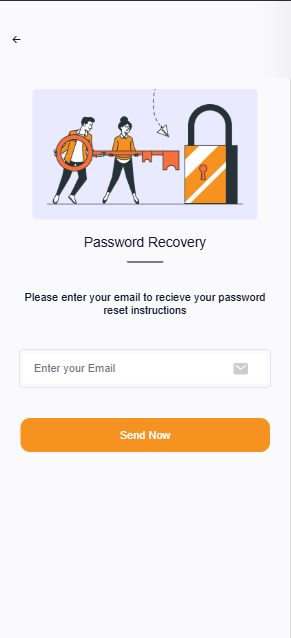 Password Recovery
Please enter your email to recieve your password
reset instructions
Enter your Email
Send Now